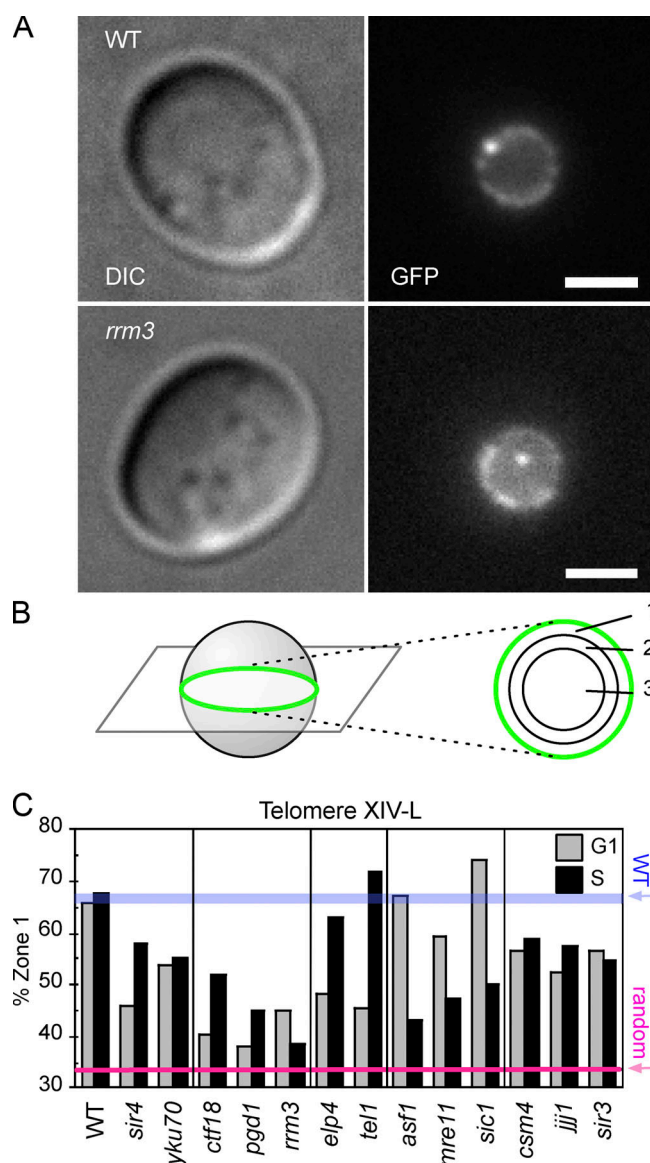 A
WT
DIC
GFP
rrm3
B
1
2
3
C
Telomere XIV-L
80
70
60
50
40
30
% Zone 1
G1
S
WT
random
WT
sir4
yku70
ctf18
pgd1
rrm3
elp4
tel1
asf1
mre11
sic1
csm4
jjj1
sir3